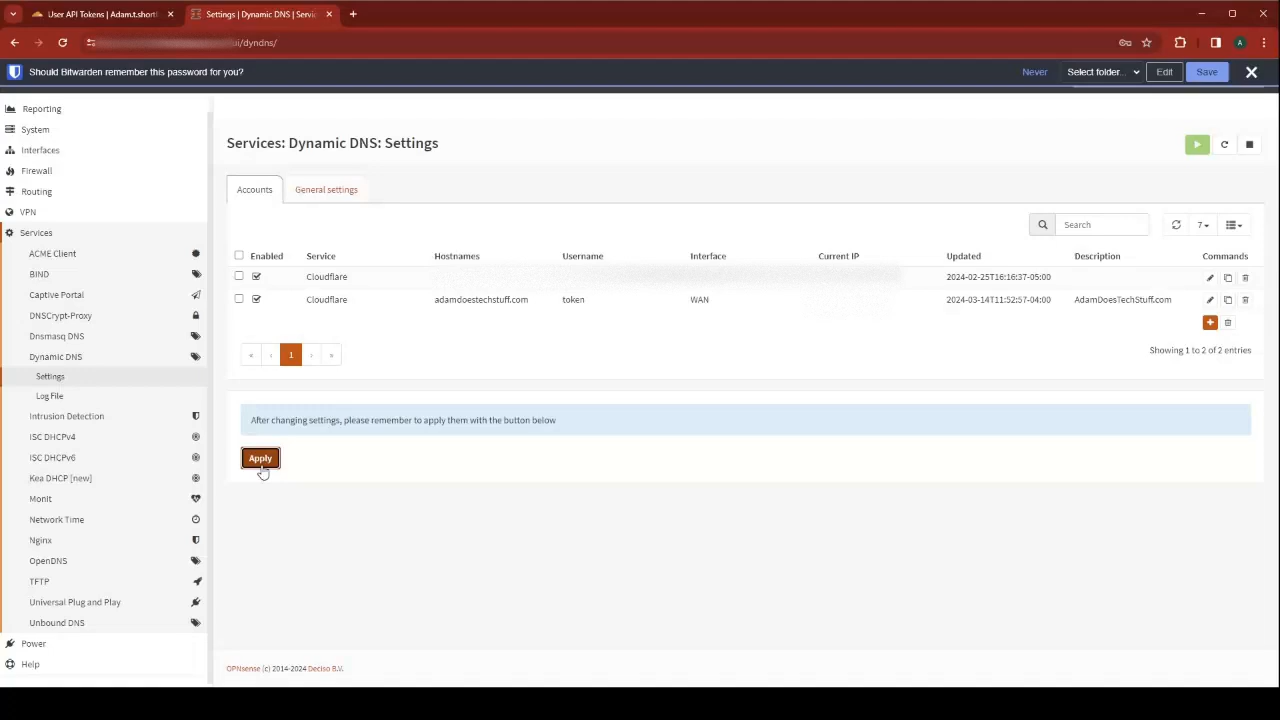 User API Tokens | Adam.t.short
Settings | Dynamic DNS | Servic
ui/dyndns/
Should Bitwarden remember this password for you?
Never
Select folder...
Edit
Save
Reporting
System
Interfaces
Firewall
Routing
VPN
Services
ACME Client
BIND
Captive Portal
DNSCrypt-Proxy
Dnsmasq DNS
Dynamic DNS
Settings
Log File
Intrusion Detection
ISC DHCPv4
ISC DHCPv6
Kea DHCP [new]
Monit
Network Time
Nginx
OpenDNS
TFTP
Universal Plug and Play
Unbound DNS
Power
Help
Services: Dynamic DNS: Settings
Accounts
General settings
Search
7
Enabled Service Hostnames Username Interface Current IP Updated Description Commands
Cloudflare 2024-02-25T16:16:37-05:00
Cloudflare adamdoestechstuff.com token WAN 2024-03-14T11:52:57-04:00 AdamDoesTechStuff.com
« ‹ 1 › »
Showing 1 to 2 of 2 entries
After changing settings, please remember to apply them with the button below
Apply
OPNsense (c) 2014-2024 Deciso B.V.